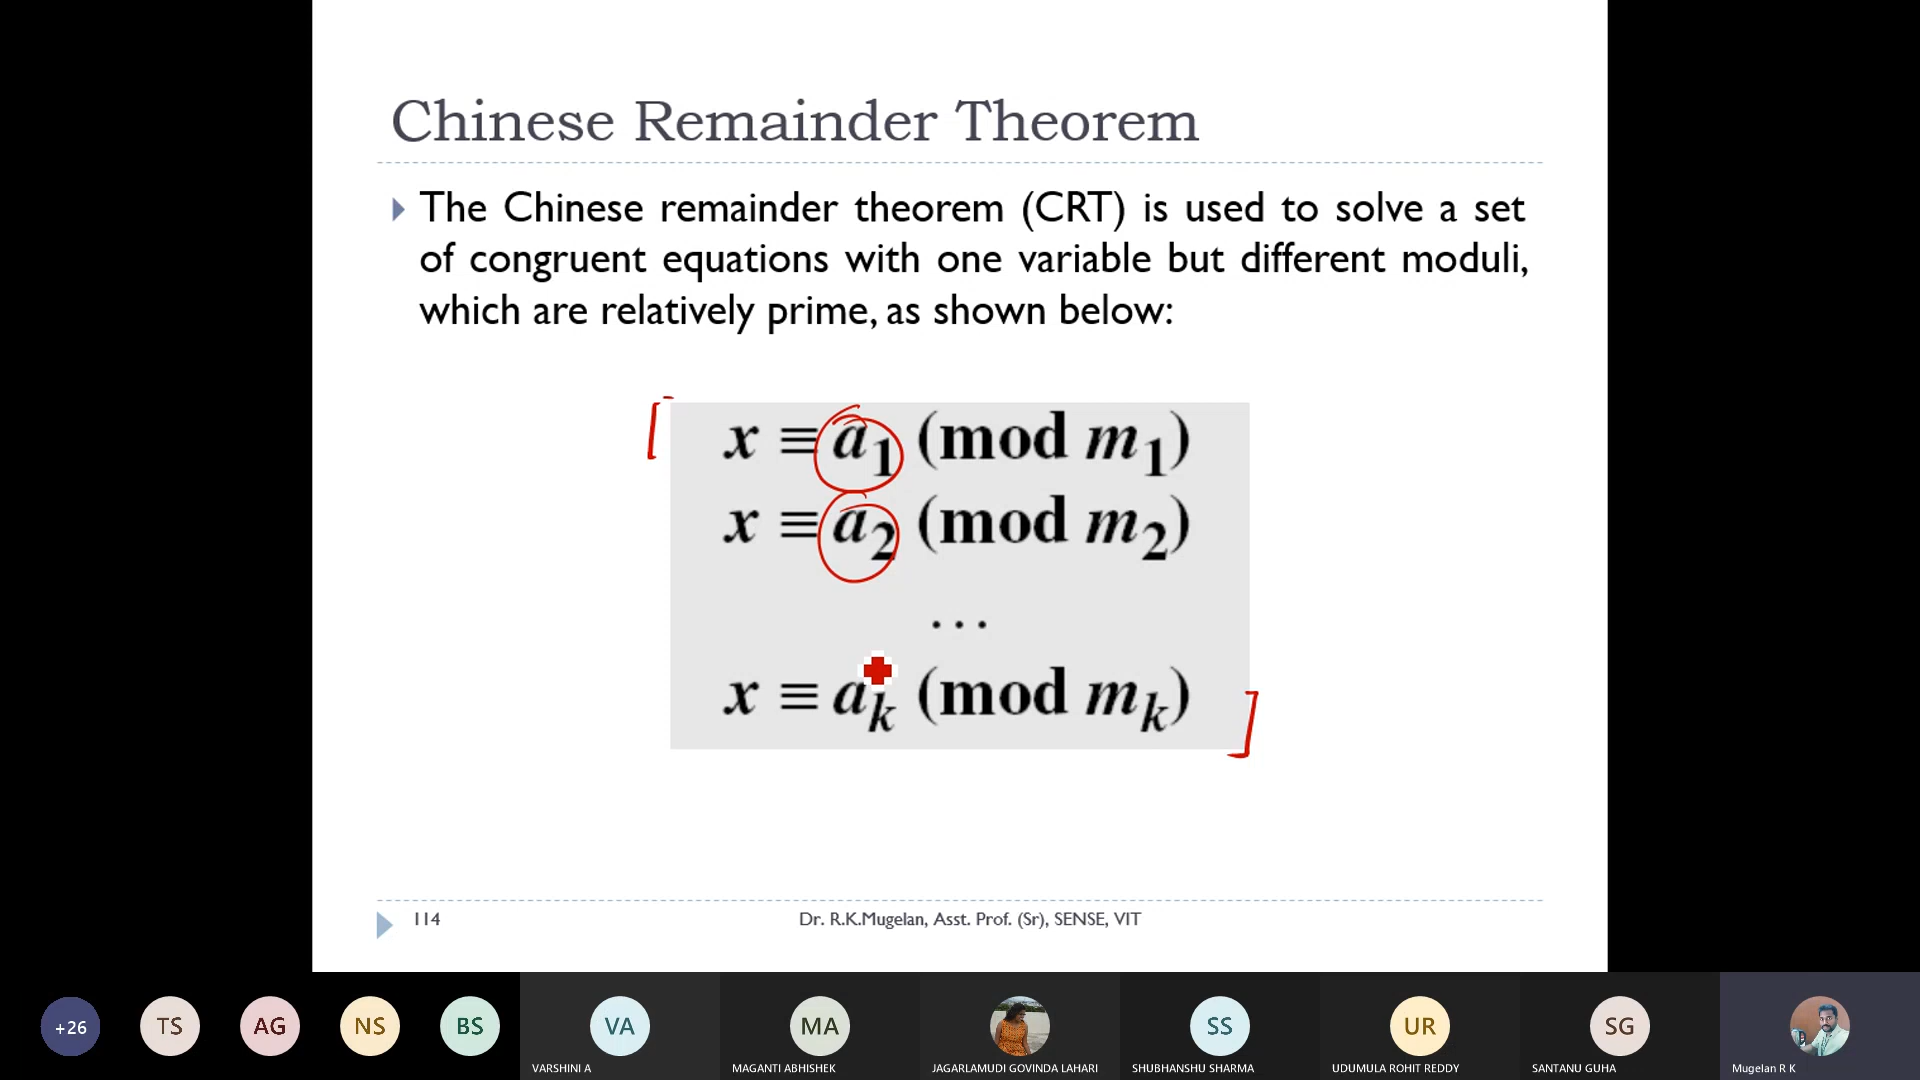 Chinese Remainder Theorem
The Chinese remainder theorem (CRT) is used to solve a set
of congruent equations with one variable but different moduli,
which are relatively prime, as shown below:
x ≡ a₁ (mod m₁)
x ≡ a₂ (mod m₂)
...
x ≡ aₖ (mod mₖ)
114 Dr. R.K.Mugelan, Asst. Prof. (Sr), SENSE, VIT
+26 TS AG NS BS VA MA SS UR SG
VARSHINI A MAGANTI ABHISHEK JAGARLAMUDI GOVINDA LAHARI SHUBHANSHU SHARMA UDUMULA ROHIT REDDY SANTANU GUHA Mugelan R K